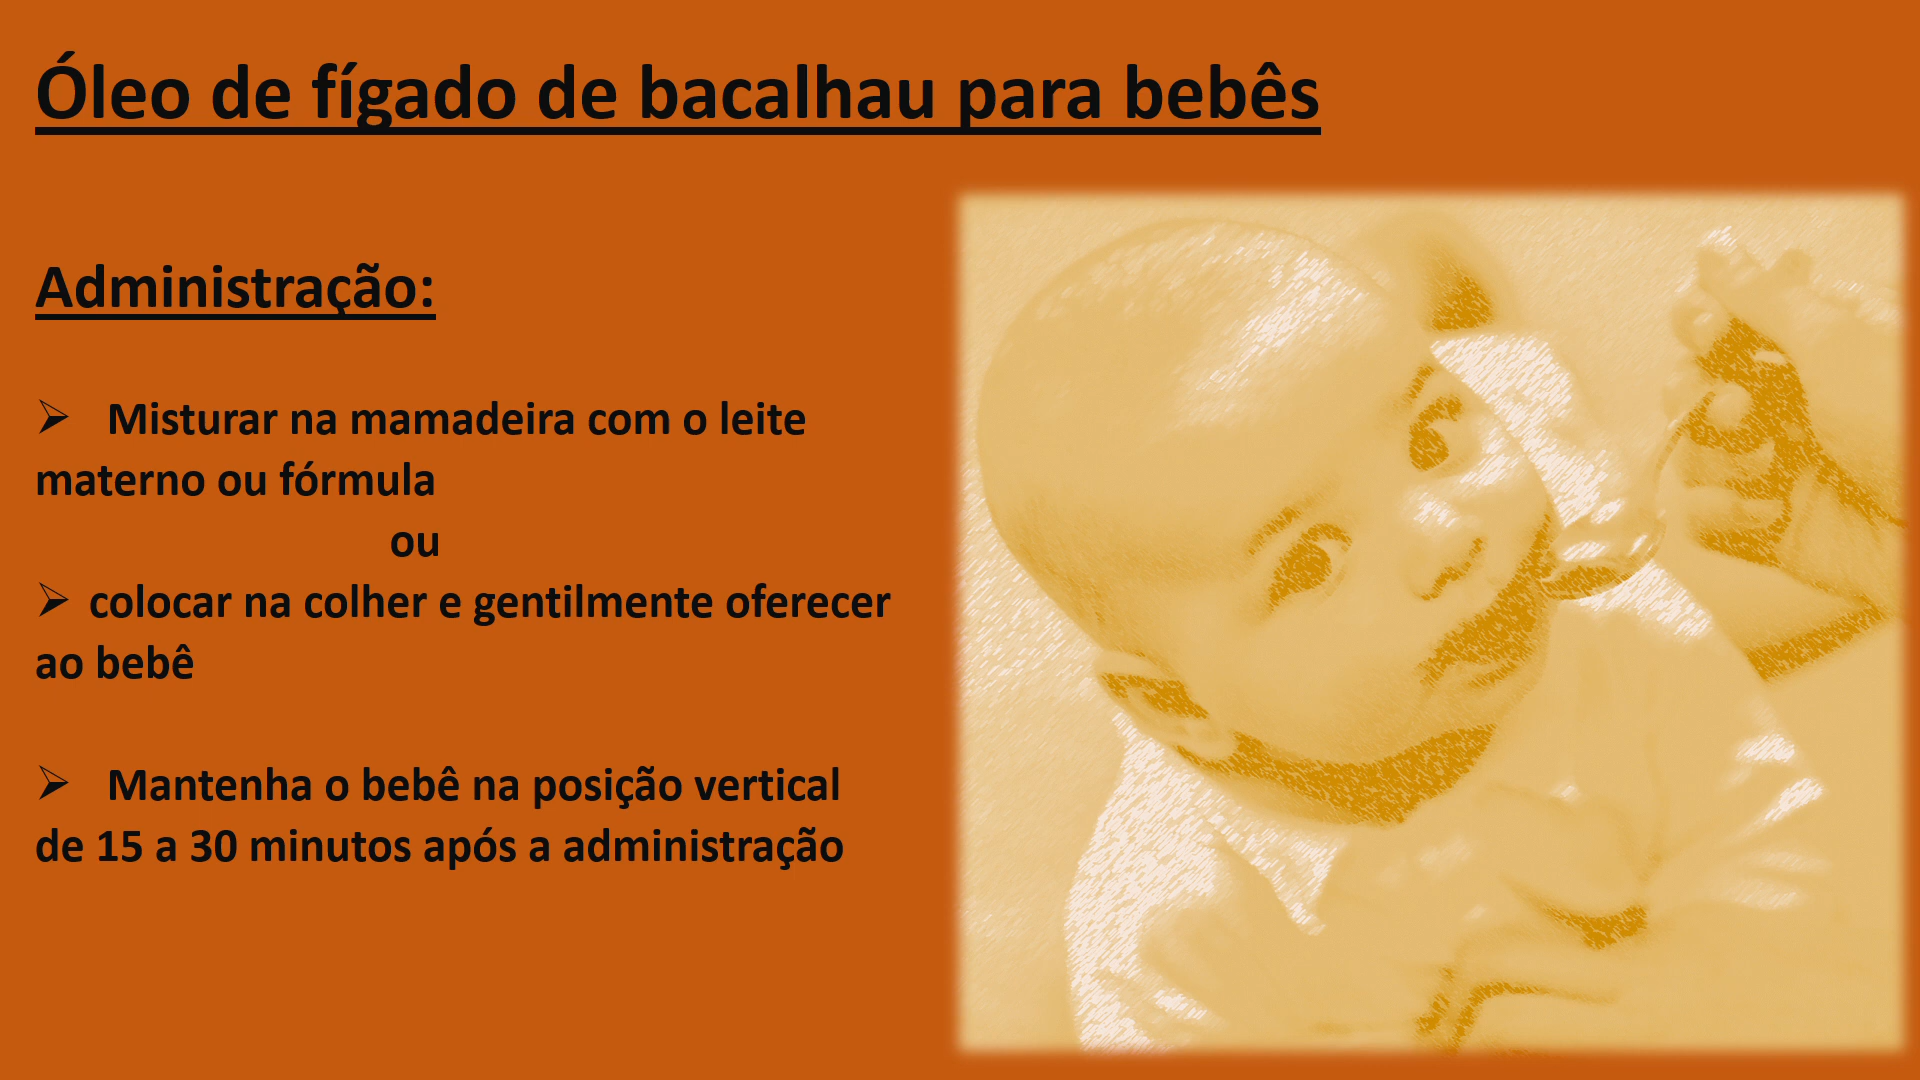 Óleo de fígado de bacalhau para bebês
Administração:
➢ Misturar na mamadeira com o leite
materno ou fórmula
ou
➢ colocar na colher e gentilmente oferecer
ao bebê
➢ Mantenha o bebê na posição vertical
de 15 a 30 minutos após a administração